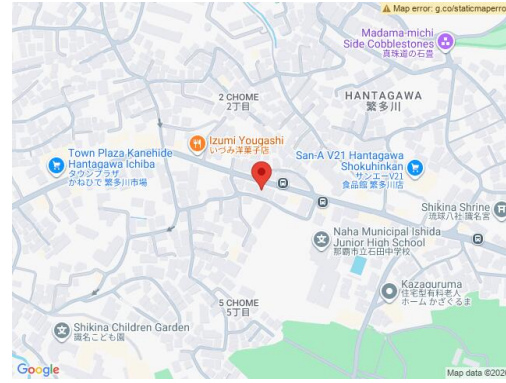 Map error: g.co/staticmaperro
Madama-michi
Side Cobblestones
真珠道の石畳
2 CHOME
2丁目
HANTAGAWA
繁多川
Izumi Yougashi
いづみ洋菓子店
Town Plaza Kanehide
Hantagawa Ichiba
タウンプラザ
かねひで 繁多川市場
San-A V21 Hantagawa
Shokuhinkan
サンエーV21
食品館 繁多川店
Shikina Shrine
琉球八社 識名宮
Naha Municipal Ishida
Junior High School
那覇市立石田中学校
Kazaguruma
住宅型有料老人
ホーム かざぐるま
5 CHOME
5丁目
Shikina Children Garden
識名こども園
Google
Map data ©2026